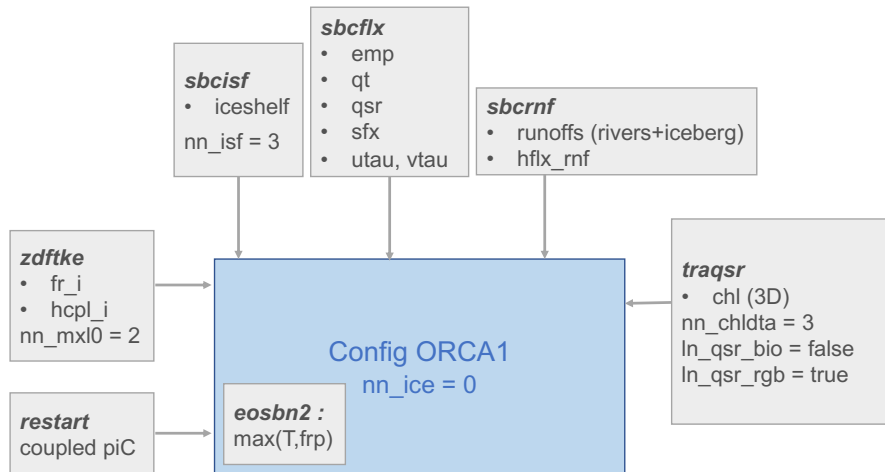 sbcisf
• iceshelf
nn_isf = 3
sbcflx
• emp
• qt
• qsr
• sfx
• utau, vtau
sbcrnf
• runoffs (rivers+iceberg)
• hflx_rnf
zdftke
• fr_i
• hcpl_i
nn_mxl0 = 2
traqsr
• chl (3D)
nn_chldta = 3
ln_qsr_bio = false
ln_qsr_rgb = true
Config ORCA1
nn_ice = 0
restart
coupled piC
eosbn2 :
max(T,frp)